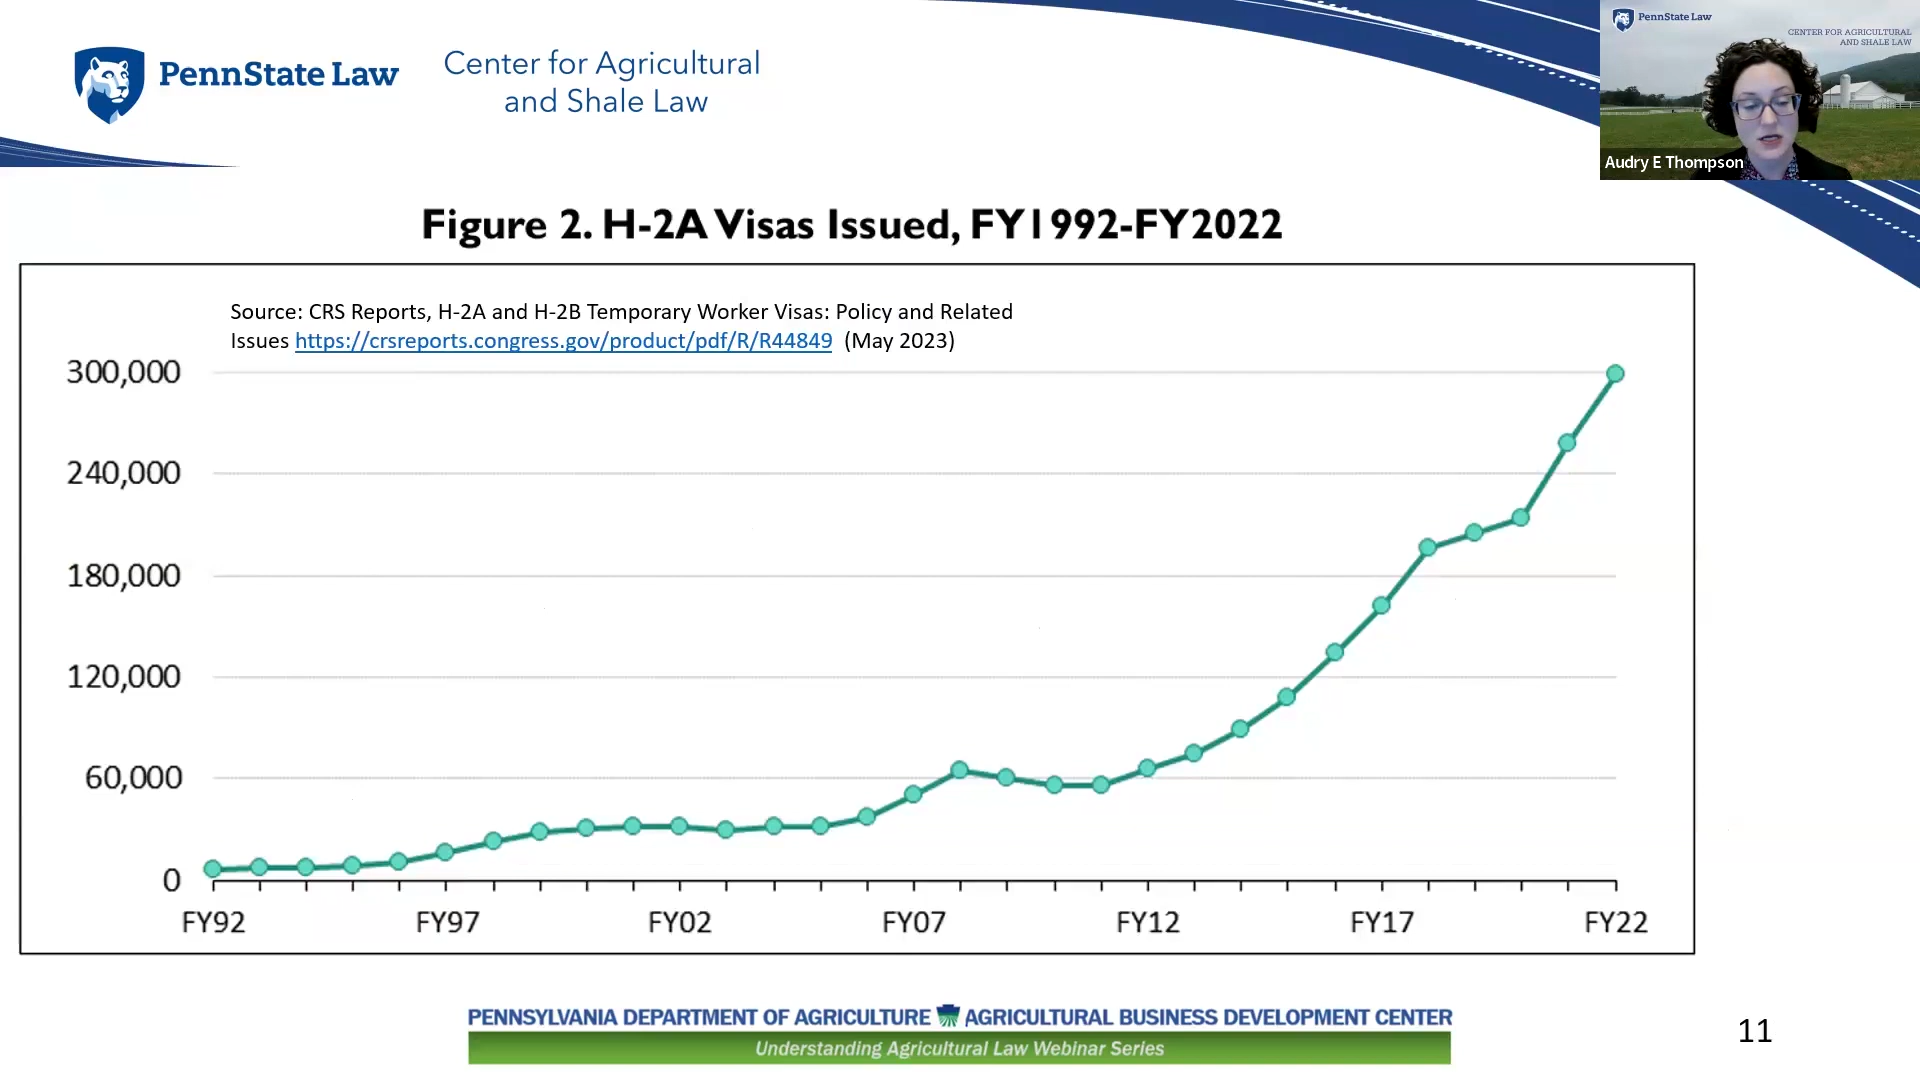 PennState Law
Center for Agricultural
and Shale Law
PennState Law
CENTER FOR AGRICULTURAL
AND SHALE LAW
Audry E Thompson
Figure 2. H-2A Visas Issued, FY1992-FY2022
Source: CRS Reports, H-2A and H-2B Temporary Worker Visas: Policy and Related
Issues https://crsreports.congress.gov/product/pdf/R/R44849 (May 2023)
300,000
240,000
180,000
120,000
60,000
0
FY92 FY97 FY02 FY07 FY12 FY17 FY22
PENNSYLVANIA DEPARTMENT OF AGRICULTURE AGRICULTURAL BUSINESS DEVELOPMENT CENTER
Understanding Agricultural Law Webinar Series
11